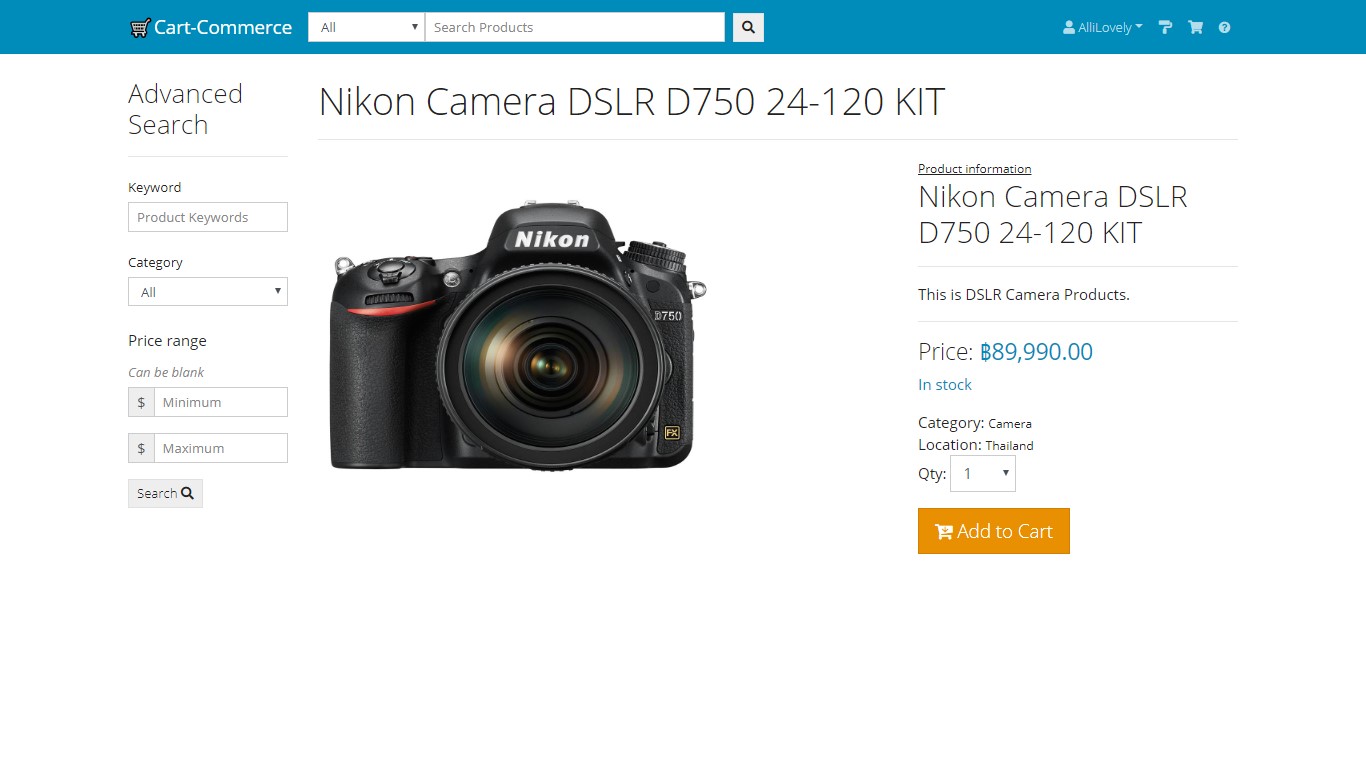 Cart-Commerce All Search Products AlliLovely
Advanced
Search
Keyword
Product Keywords
Category
All
Price range
Can be blank
$ Minimum
$ Maximum
Search
Nikon Camera DSLR D750 24-120 KIT
Nikon
D750
FX
Product information
Nikon Camera DSLR
D750 24-120 KIT
This is DSLR Camera Products.
Price: ฿89,990.00
In stock
Category: Camera
Location: Thailand
Qty: 1
Add to Cart